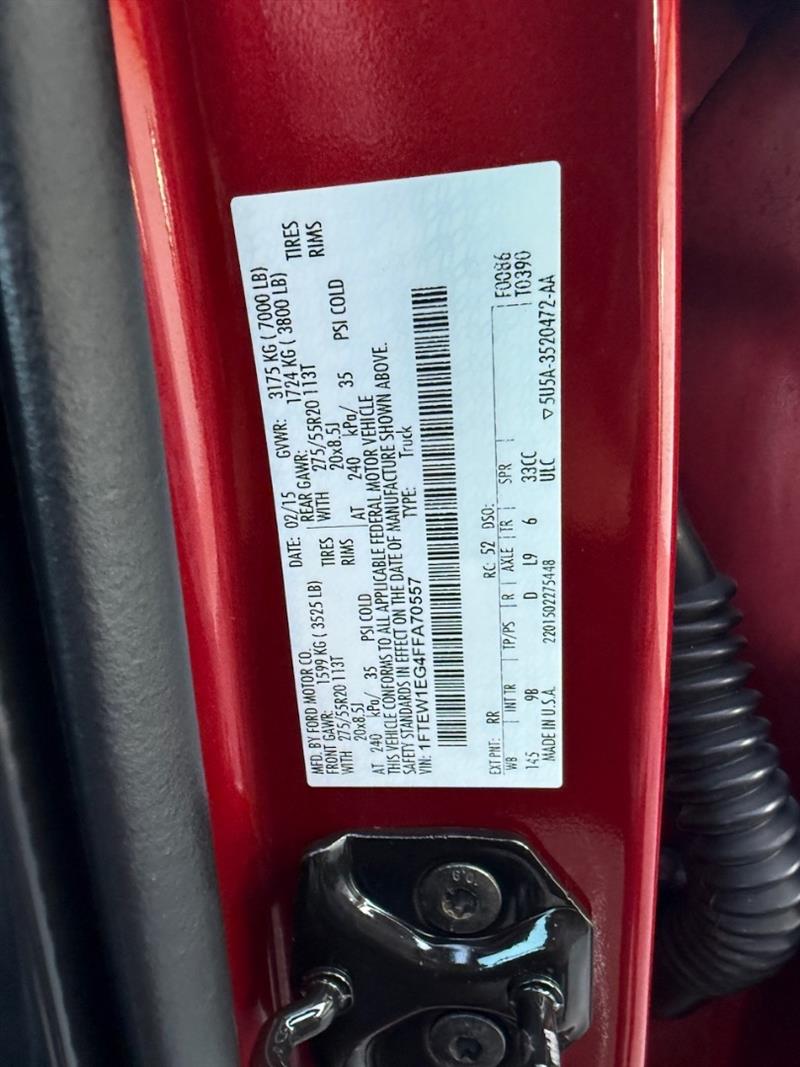 MFD. BY FORD MOTOR CO.
DATE: 02/15 GVWR: 3175 KG ( 7000 LB)
FRONT GAWR: 1599 KG ( 3525 LB) REAR GAWR: 1724 KG ( 3800 LB)
WITH 275/55R20 113T TIRES WITH 275/55R20 113T TIRES
20x8.5J RIMS 20x8.5J RIMS
AT 240 kPa/ 35 PSI COLD AT 240 kPa/ 35 PSI COLD
THIS VEHICLE CONFORMS TO ALL APPLICABLE FEDERAL MOTOR VEHICLE
SAFETY STANDARDS IN EFFECT ON THE DATE OF MANUFACTURE SHOWN ABOVE.
VIN: 1FTEW1EG4FFA70557 TYPE: Truck
F0086
EXT PNT: RR RC: 52 DSO: T0390
WB INT TR TP/PS R AXLE TR SPR
145 9B D L9 6 33CC
MADE IN U.S.A. 2201502275448 ULC ▽5U5A-3520472-AA
10.9